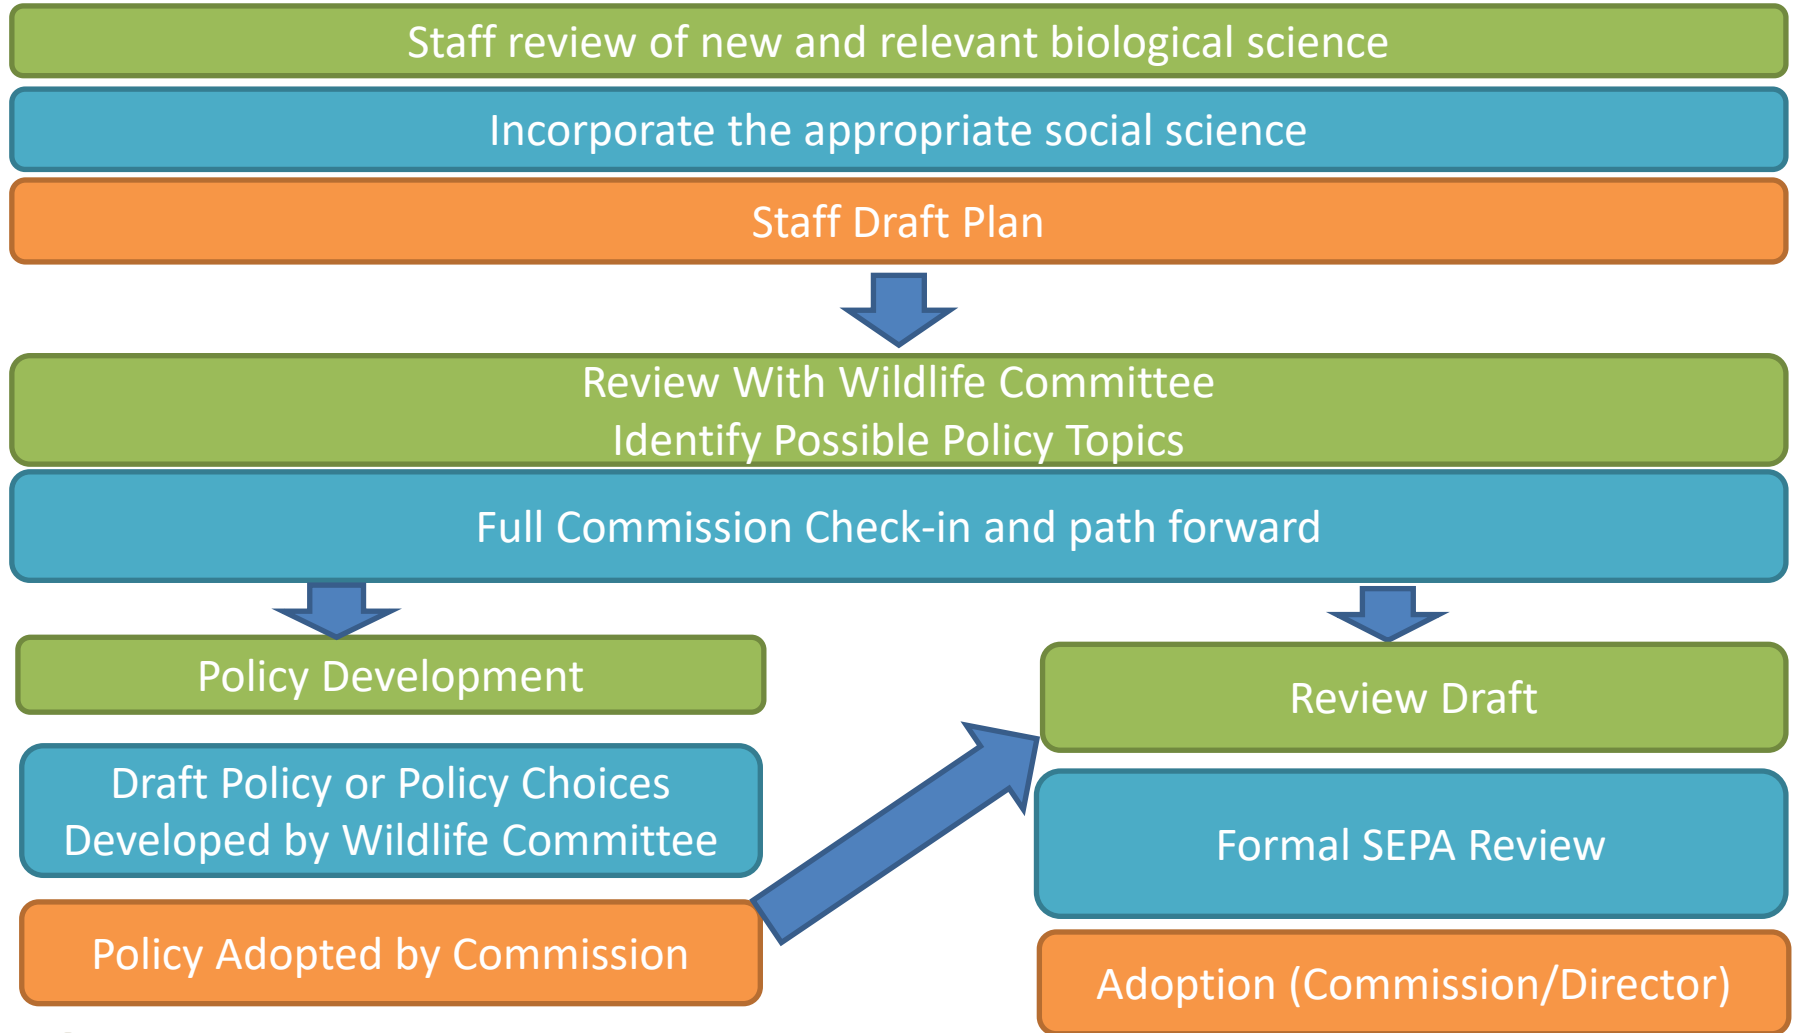 Staff review of new and relevant biological science
Incorporate the appropriate social science
Staff Draft Plan
Review With Wildlife Committee
Identify Possible Policy Topics
Full Commission Check-in and path forward
Policy Development
Draft Policy or Policy Choices
Developed by Wildlife Committee
Policy Adopted by Commission
Review Draft
Formal SEPA Review
Adoption (Commission/Director)